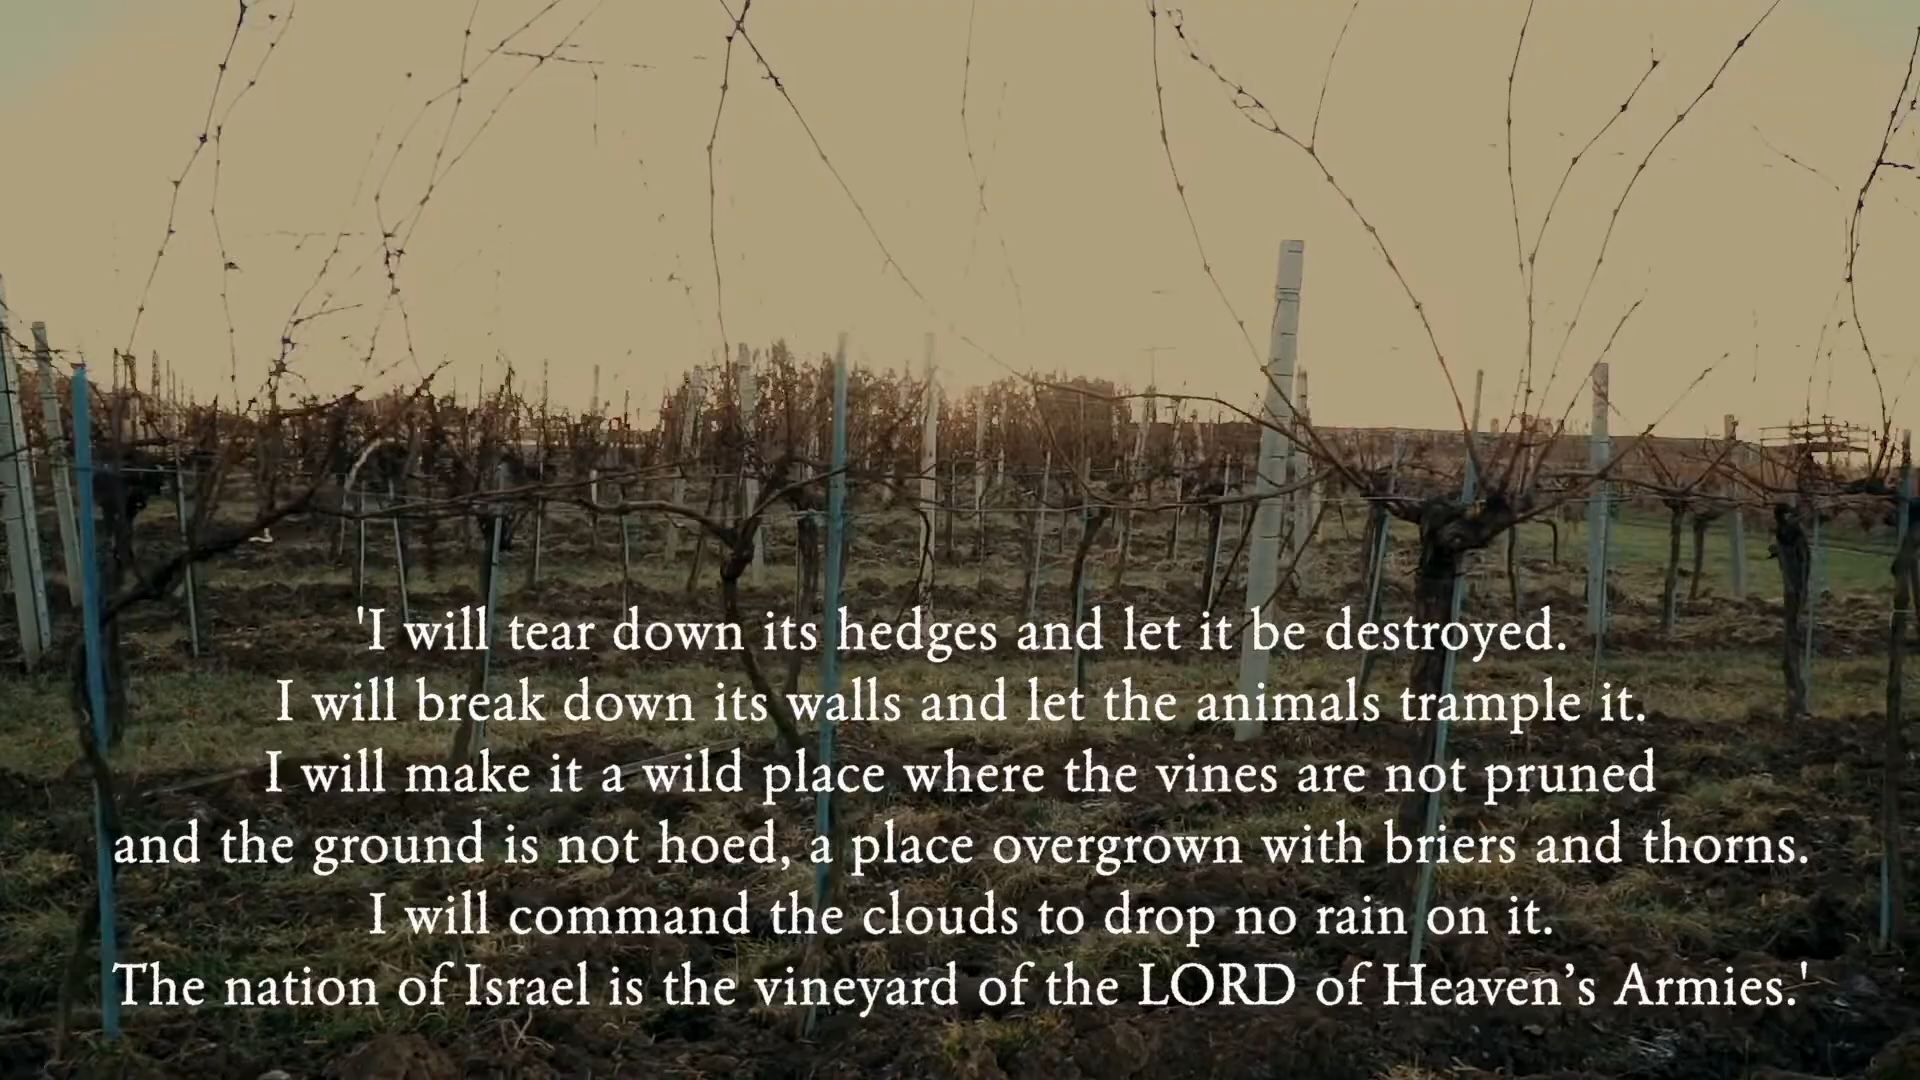 'I will tear down its hedges and let it be destroyed.
I will break down its walls and let the animals trample it.
I will make it a wild place where the vines are not pruned
and the ground is not hoed, a place overgrown with briers and thorns.
I will command the clouds to drop no rain on it.
The nation of Israel is the vineyard of the LORD of Heaven’s Armies.'